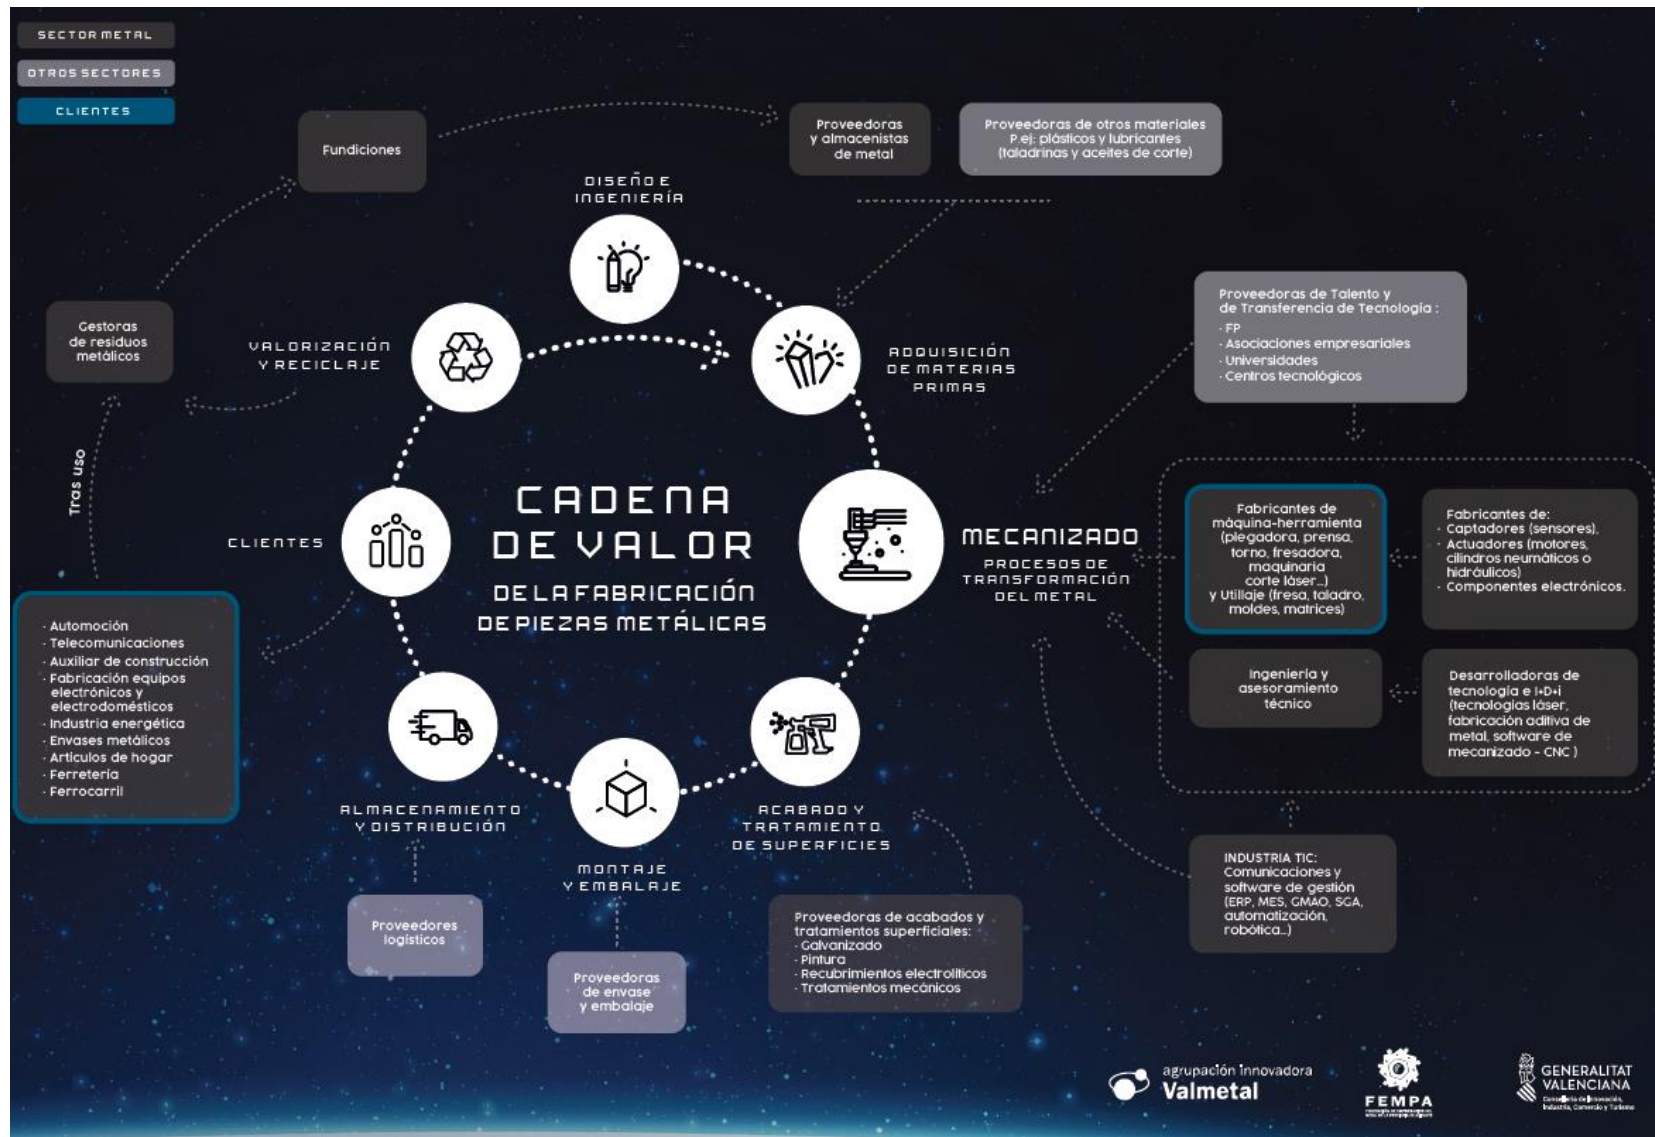 SECTOR METAL
OTROS SECTORES
CLIENTES
Fundiciones
Proveedoras
y almacenistas
de metal
Proveedoras de otros materiales
P.ej: plásticos y lubricantes
(taladrinas y aceites de corte)
DISEÑO E
INGENIERÍA
Gestoras
de residuos
metálicos
VALORIZACIÓN
Y RECICLAJE
ADQUISICIÓN
DE MATERIAS
PRIMAS
Proveedoras de Talento y
de Transferencia de Tecnología :
· FP
· Asociaciones empresariales
· Universidades
· Centros tecnológicos
Tras uso
CLIENTES
CADENA
DE VALOR
DE LA FABRICACIÓN
DE PIEZAS METÁLICAS
MECANIZADO
PROCESOS DE
TRANSFORMACIÓN
DEL METAL
Fabricantes de
máquina-herramienta
(plegadora, prensa,
torno, fresadora,
maquinaria
corte láser...)
y Utillaje (fresa, taladro,
moldes, matrices)
Fabricantes de:
· Captadores (sensores),
· Actuadores (motores,
cilindros neumáticos o
hidráulicos)
· Componentes electrónicos.
Ingeniería y
asesoramiento
técnico
Desarrolladoras de
tecnología e I+D+i
(tecnologías láser,
fabricación aditiva de
metal, software de
mecanizado - CNC )
· Automoción
· Telecomunicaciones
· Auxiliar de construcción
· Fabricación equipos
electrónicos y
electrodomésticos
· Industria energética
· Envases metálicos
· Artículos de hogar
· Ferretería
· Ferrocarril
ALMACENAMIENTO
Y DISTRIBUCIÓN
MONTAJE
Y EMBALAJE
ACABADO Y
TRATAMIENTO
DE SUPERFICIES
INDUSTRIA TIC:
Comunicaciones y
software de gestión
(ERP, MES, GMAO, SGA,
automatización,
robótica...)
Proveedores
logísticos
Proveedoras
de envase
y embalaje
Proveedoras de acabados y
tratamientos superficiales:
· Galvanizado
· Pintura
· Recubrimientos electrolíticos
· Tratamientos mecánicos
agrupación innovadora
Valmetal
FEMPA
GENERALITAT
VALENCIANA
Conselleria de Innovación,
Industria, Comercio y Turismo